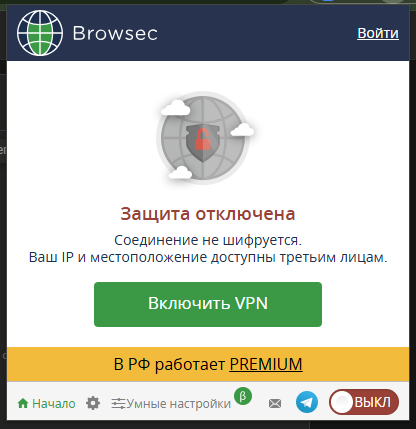 Browsec
Войти
Защита отключена
Соединение не шифруется.
Ваш IP и местоположение доступны третьим лицам.
Включить VPN
В РФ работает PREMIUM
Начало
Умные настройки β
ВЫКЛ